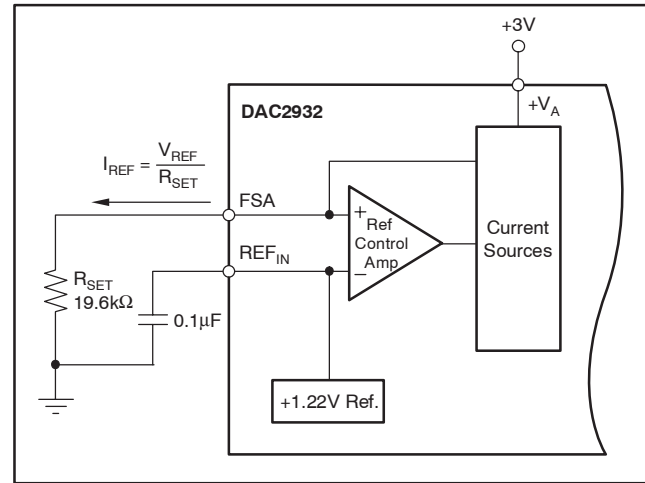 +3V
+V_A
DAC2932
I_REF = V_REF / R_SET
FSA
+
Ref
Control
Amp
−
Current
Sources
REF_IN
R_SET
19.6kΩ
0.1µF
+1.22V Ref.